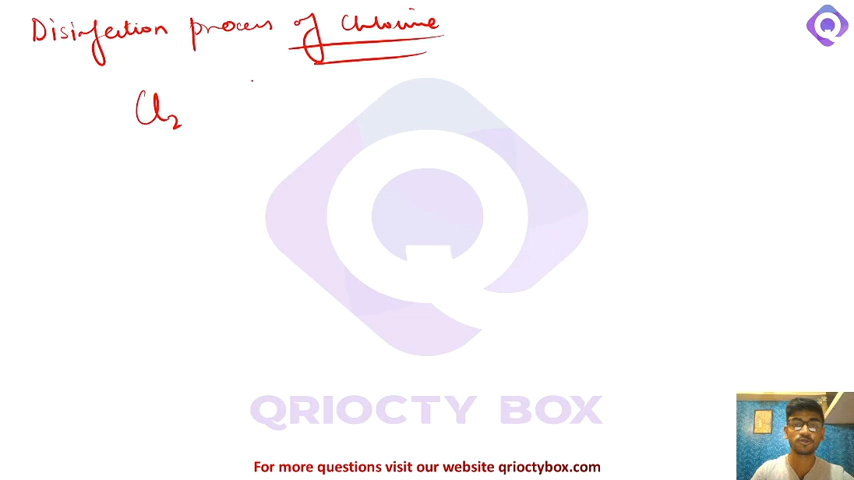 Disinfection process of Chlorine
Cl2
QRIOCTY BOX
For more questions visit our website qrioctybox.com